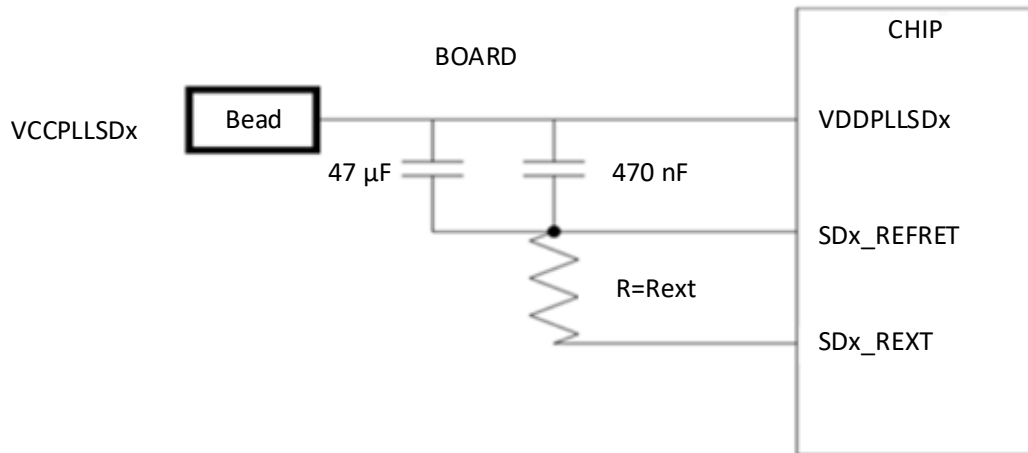 CHIP
BOARD
VCCPLLSDx
Bead
VDDPLLSDx
47 µF
470 nF
SDx_REFRET
R=Rext
SDx_REXT